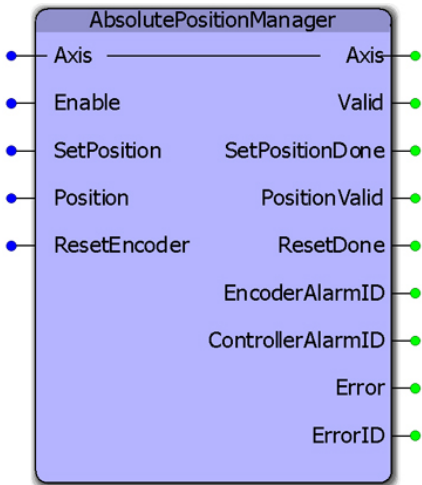 AbsolutePositionManager
Axis Axis
Enable Valid
SetPosition SetPositionDone
Position PositionValid
ResetEncoder ResetDone
EncoderAlarmID
ControllerAlarmID
Error
ErrorID